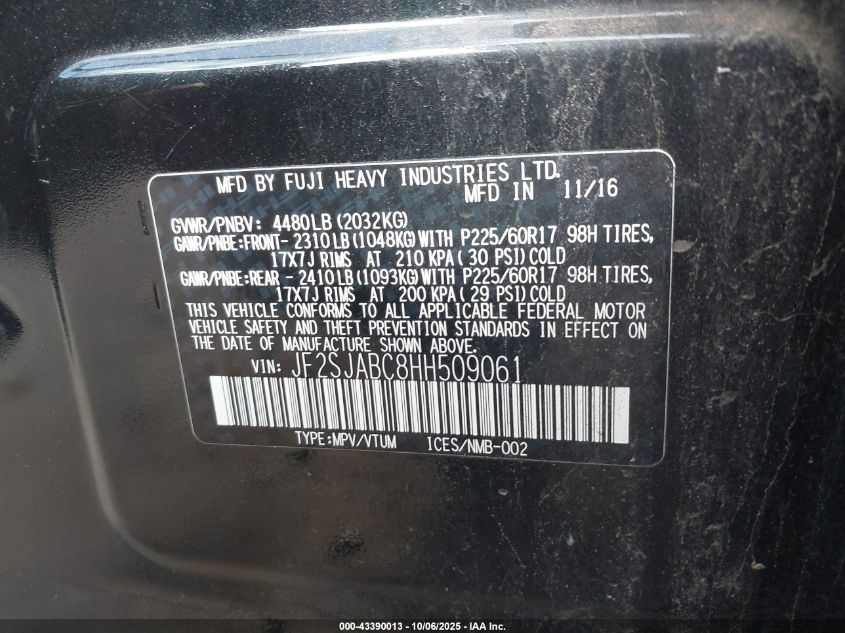 MFD BY FUJI HEAVY INDUSTRIES LTD.
MFD IN 11/16
GVWR/PNBV: 4480LB(2032KG)
GAWR/PNBE:FRONT-2310LB(1048KG)WITH P225/60R17 98H TIRES,
17X7J RIMS AT 210 KPA(30 PSI)COLD
GAWR/PNBE:REAR -2410LB(1093KG)WITH P225/60R17 98H TIRES,
17X7J RIMS AT 200 KPA(29 PSI)COLD
THIS VEHICLE CONFORMS TO ALL APPLICABLE FEDERAL MOTOR
VEHICLE SAFETY AND THEFT PREVENTION STANDARDS IN EFFECT ON
THE DATE OF MANUFACTURE SHOWN ABOVE.
VIN: JF2SJABC8HH509061
TYPE:MPV/VTUM ICES/NMB-002
000-43390013 - 10/06/2025 - IAA Inc.